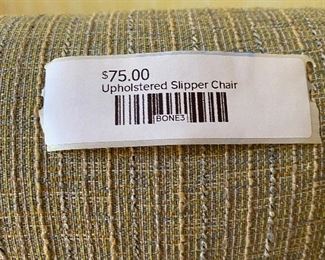 $75.00
Upholstered Slipper Chair
[BONE3]